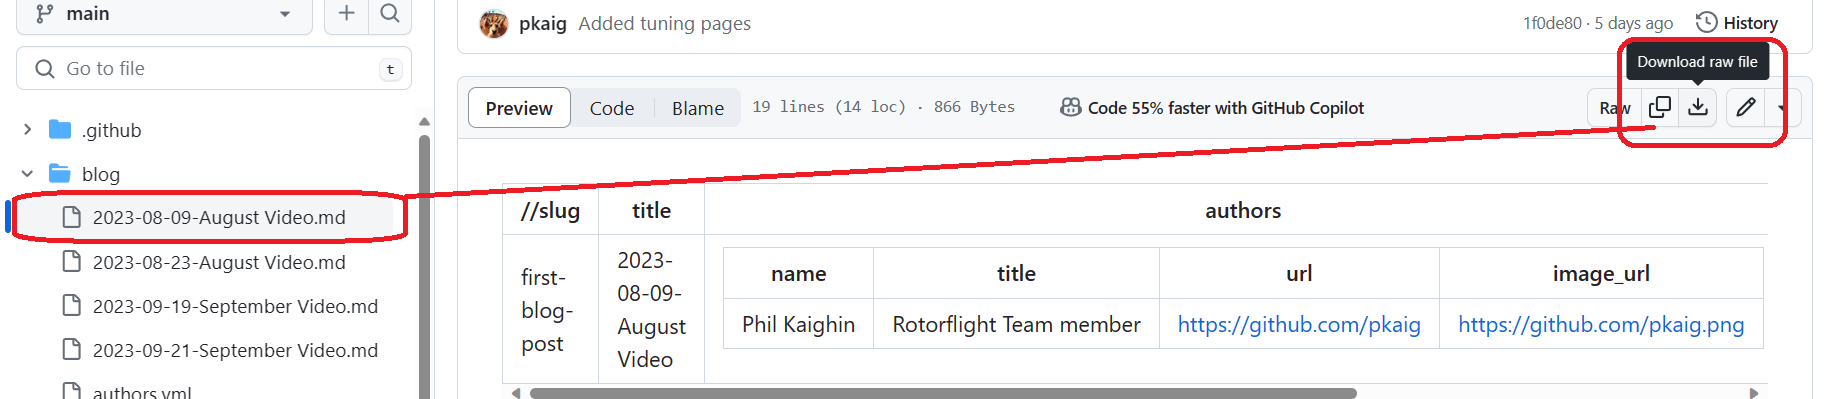 main
Go to file
t
.github
blog
2023-08-09-August Video.md
2023-08-23-August Video.md
2023-09-19-September Video.md
2023-09-21-September Video.md
authors.yml
pkaig Added tuning pages
1f0de80 · 5 days ago
History
Download raw file
Preview
Code
Blame
19 lines (14 loc) · 866 Bytes
Code 55% faster with GitHub Copilot
Raw
//slug title authors
first-
blog-
post
2023-
08-09-
August
Video
name title url image_url
Phil Kaighin Rotorflight Team member https://github.com/pkaig https://github.com/pkaig.png